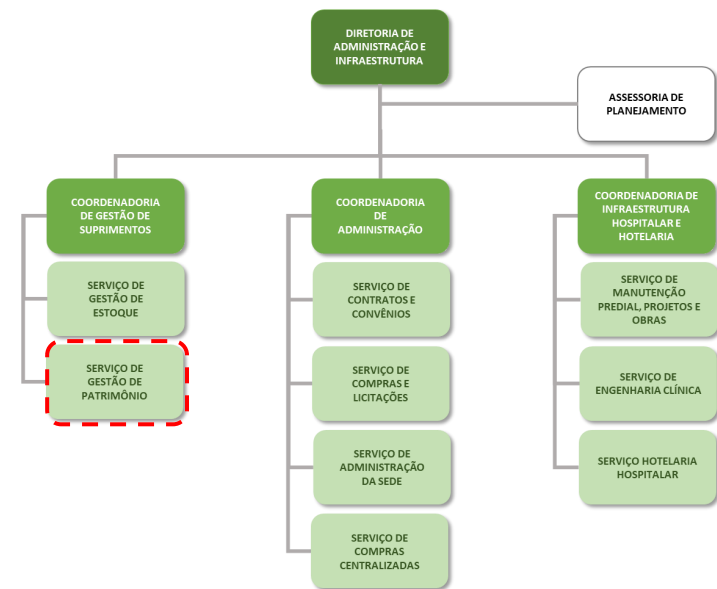 DIRETORIA DE
ADMINISTRAÇÃO E
INFRAESTRUTURA
ASSESSORIA DE
PLANEJAMENTO
COORDENADORIA
DE GESTÃO DE
SUPRIMENTOS
SERVIÇO DE
GESTÃO DE
ESTOQUE
SERVIÇO DE
GESTÃO DE
PATRIMÔNIO
COORDENADORIA
DE
ADMINISTRAÇÃO
SERVIÇO DE
CONTRATOS E
CONVÊNIOS
SERVIÇO DE
COMPRAS E
LICITAÇÕES
SERVIÇO DE
ADMINISTRAÇÃO
DA SEDE
SERVIÇO DE
COMPRAS
CENTRALIZADAS
COORDENADORIA DE
INFRAESTRUTURA
HOSPITALAR E
HOTELARIA
SERVIÇO DE
MANUTENÇÃO
PREDIAL, PROJETOS E
OBRAS
SERVIÇO DE
ENGENHARIA CLÍNICA
SERVIÇO HOTELARIA
HOSPITALAR